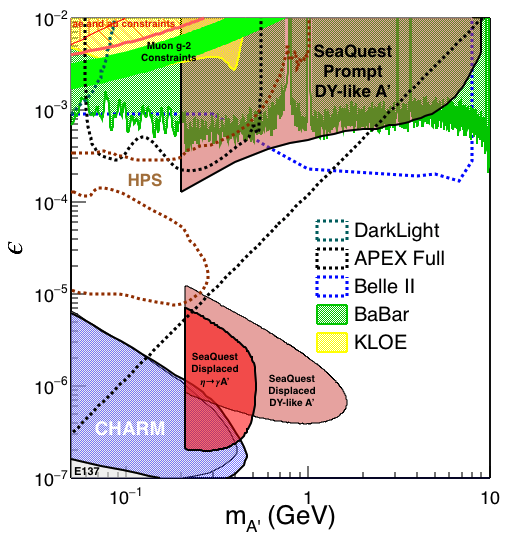 10⁻²
ae and aμ constraints
Muon g-2
Constraints
SeaQuest
Prompt
DY-like A'
10⁻³
HPS
10⁻⁴
ϵ
DarkLight
APEX Full
Belle II
BaBar
KLOE
10⁻⁵
SeaQuest
Displaced
η→γA'
SeaQuest
Displaced
DY-like A'
10⁻⁶
CHARM
E137
10⁻⁷
10⁻¹ 1 10
m_A' (GeV)